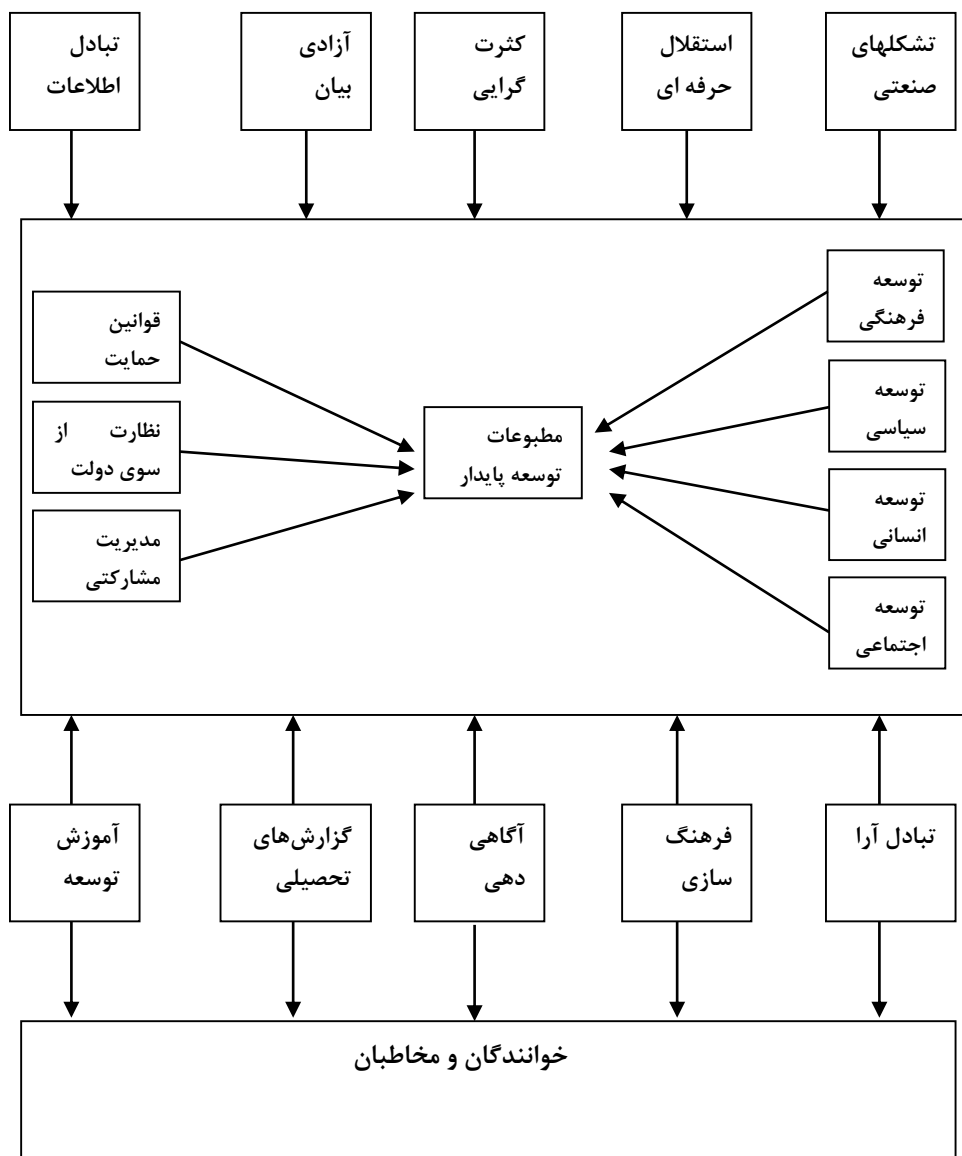 تشکلهای
صنعتی
استقلال
حرفه ای
کثرت
گرایی
آزادی
بیان
تبادل
اطلاعات
توسعه
فرهنگی
توسعه
سیاسی
توسعه
انسانی
توسعه
اجتماعی
مطبوعات
توسعه پایدار
قوانین
حمایت
نظارت از
سوی دولت
مدیریت
مشارکتی
تبادل آرا
فرهنگ
سازی
آگاهی
دهی
گزارش‌های
تحصیلی
آموزش
توسعه
خوانندگان و مخاطبان